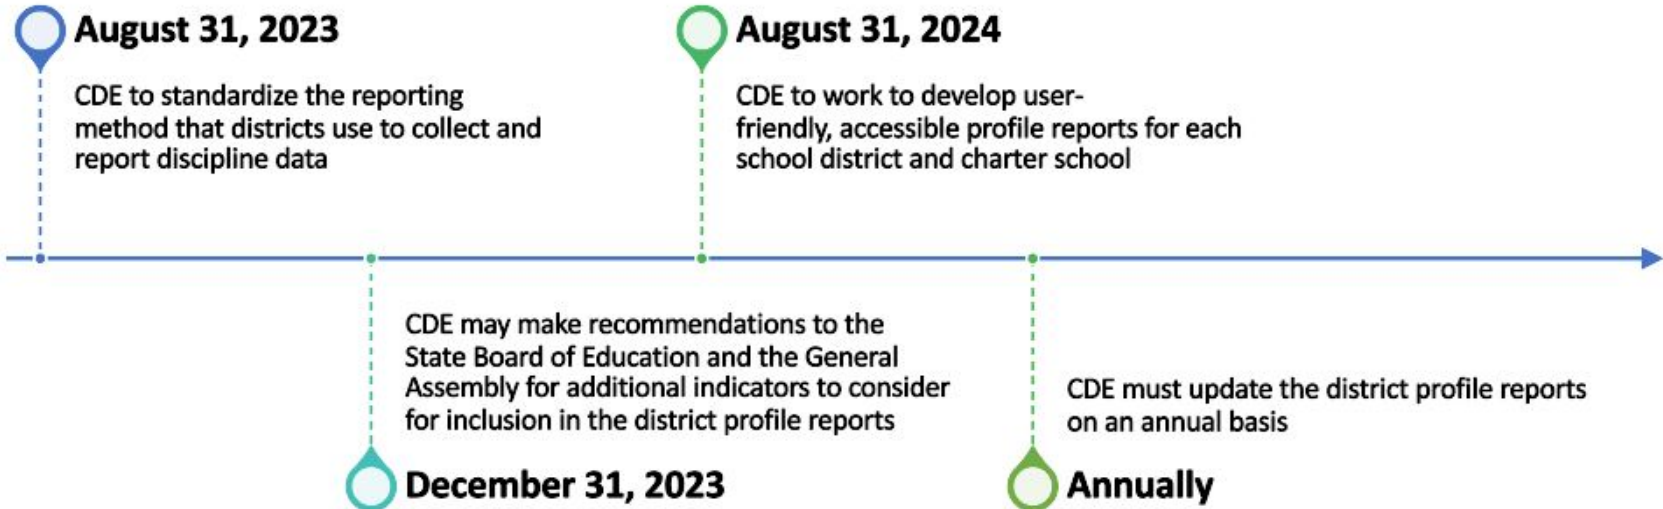 August 31, 2023
CDE to standardize the reporting
method that districts use to collect and
report discipline data
August 31, 2024
CDE to work to develop user-
friendly, accessible profile reports for each
school district and charter school
CDE may make recommendations to the
State Board of Education and the General
Assembly for additional indicators to consider
for inclusion in the district profile reports
December 31, 2023
CDE must update the district profile reports
on an annual basis
Annually